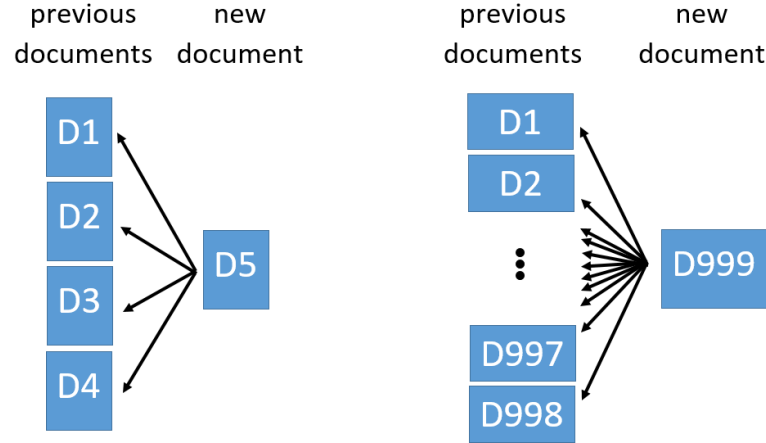 previous
documents
new
document
D1
D2
D3
D4
D5
previous
documents
new
document
D1
D2
D997
D998
D999